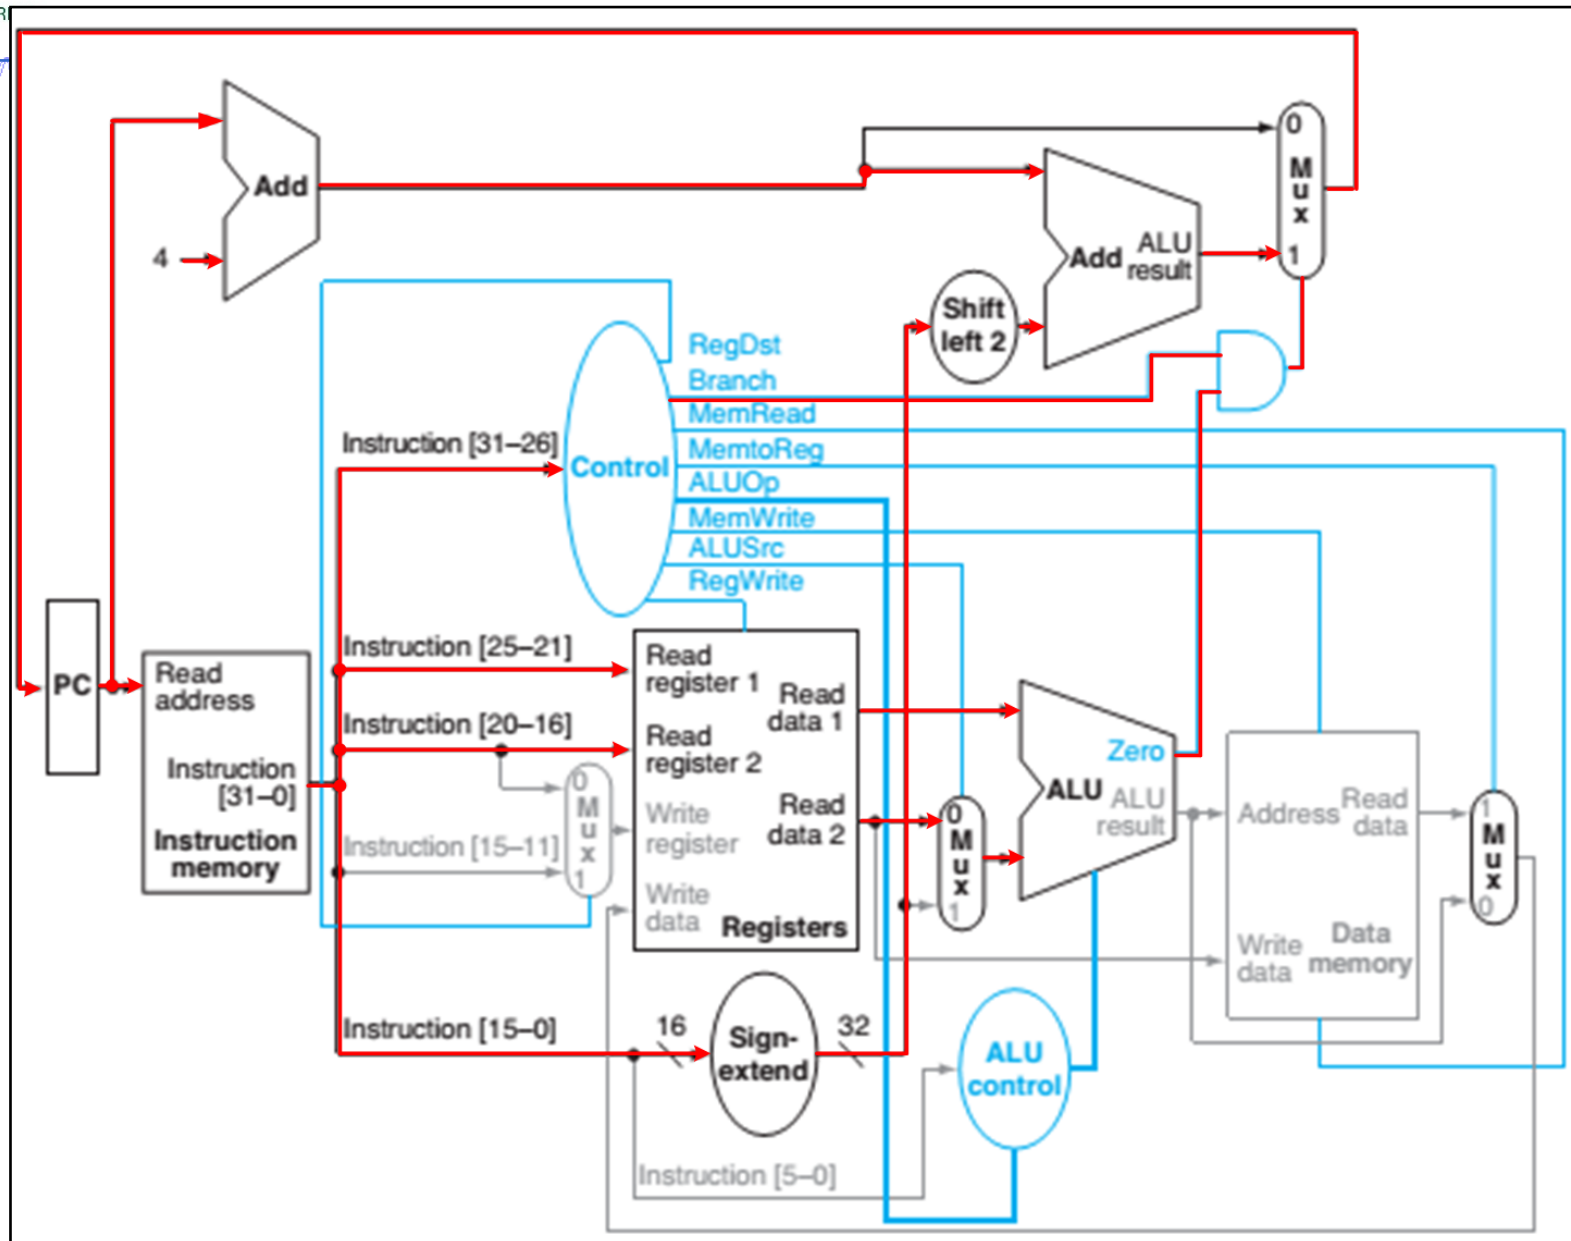 Add
4
0
M
u
x
1
Add
ALU
result
Shift
left 2
RegDst
Branch
MemRead
MemtoReg
ALUOp
MemWrite
ALUSrc
RegWrite
Control
Instruction [31–26]
Instruction [25–21]
Instruction [20–16]
Instruction [15–11]
Instruction [15–0]
Instruction [5–0]
PC
Read
address
Instruction
[31–0]
Instruction
memory
0
M
u
x
1
Read
register 1
Read
register 2
Write
register
Write
data
Read
data 1
Read
data 2
Registers
0
M
u
x
1
Zero
ALU
ALU
result
Address
Read
data
Write
data
Data
memory
1
M
u
x
0
16
Sign-
extend
32
ALU
control